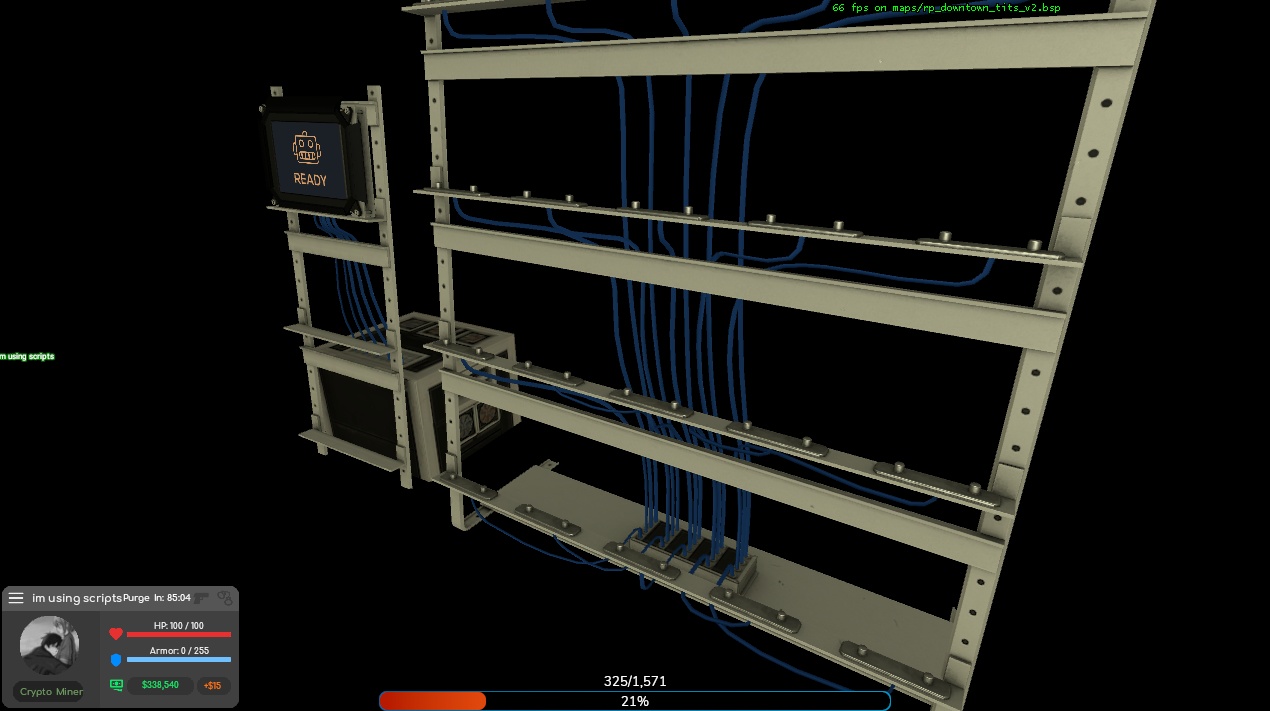 66 fps on maps/rp_downtown_tits_v2.bsp
READY
m using scripts
im using scripts Purge In: 85:04
HP: 100 / 100
Armor: 0 / 255
Crypto Miner
$338,540
+$15
325/1,571
21%